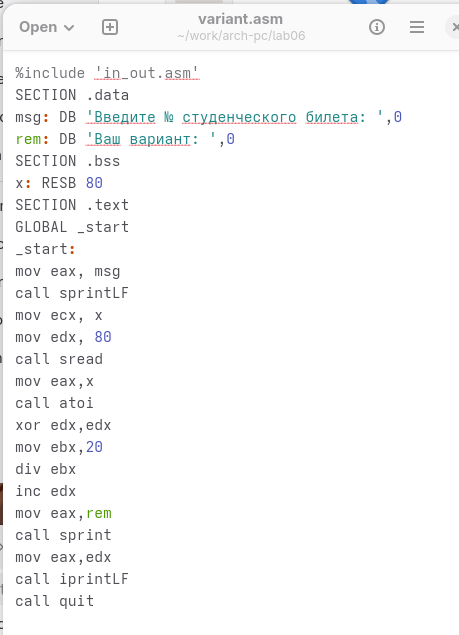 Open
variant.asm
~/work/arch-pc/lab06
%include 'in_out.asm'
SECTION .data
msg: DB 'Введите № студенческого билета: ',0
rem: DB 'Ваш вариант: ',0
SECTION .bss
x: RESB 80
SECTION .text
GLOBAL _start
_start:
mov eax, msg
call sprintLF
mov ecx, x
mov edx, 80
call sread
mov eax,x
call atoi
xor edx,edx
mov ebx,20
div ebx
inc edx
mov eax,rem
call sprint
mov eax,edx
call iprintLF
call quit